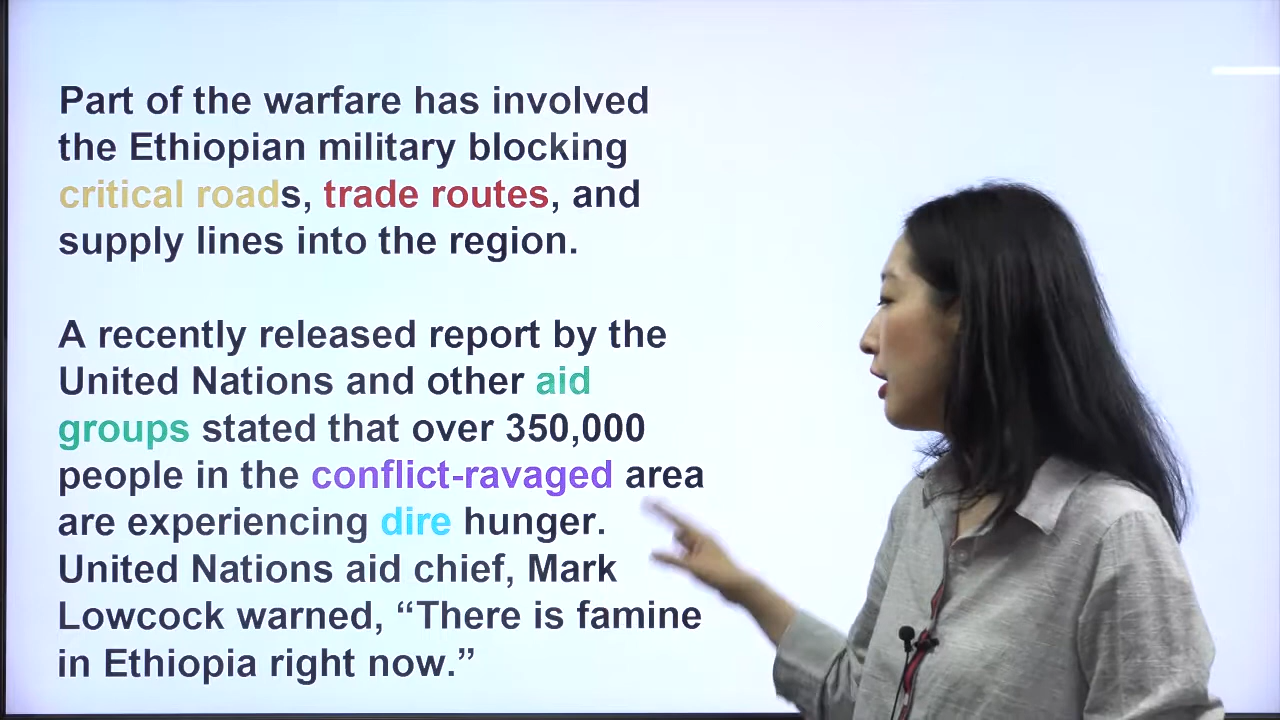 Part of the warfare has involved
the Ethiopian military blocking
critical roads, trade routes, and
supply lines into the region.
A recently released report by the
United Nations and other aid
groups stated that over 350,000
people in the conflict-ravaged area
are experiencing dire hunger.
United Nations aid chief, Mark
Lowcock warned, “There is famine
in Ethiopia right now.”